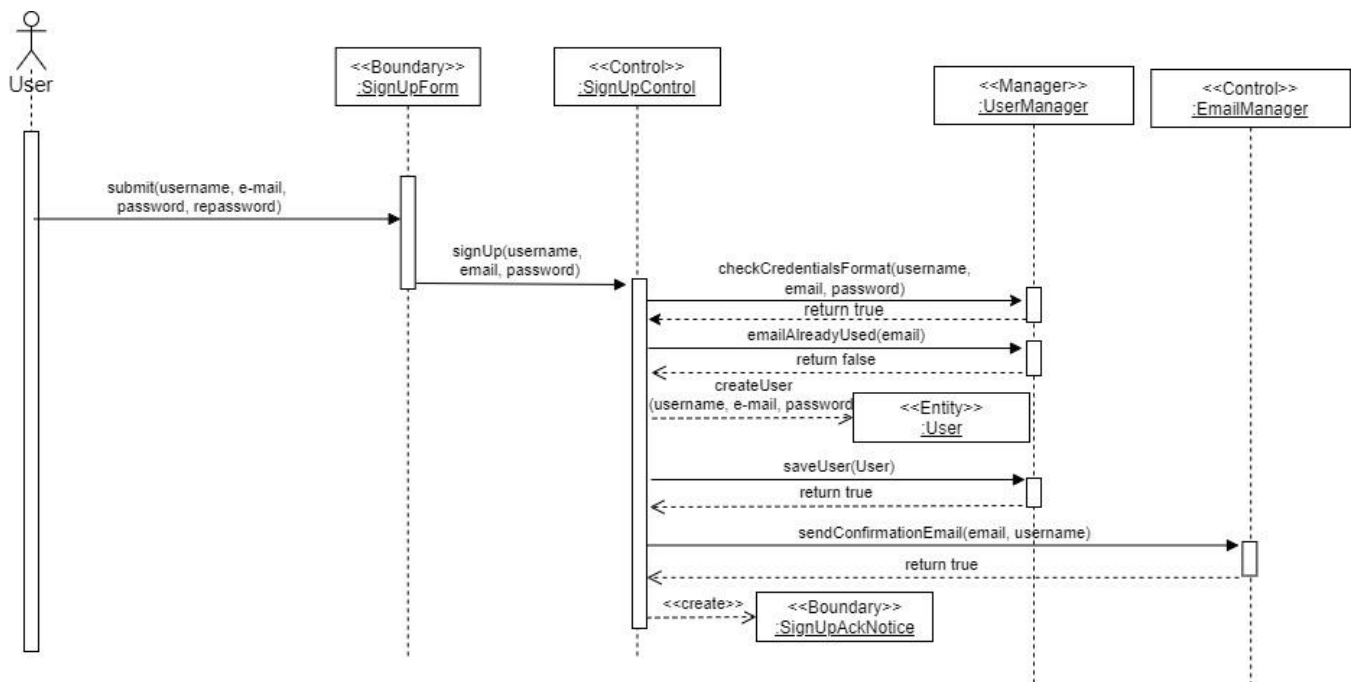 User
<<Boundary>>
:SignUpForm
<<Control>>
:SignUpControl
<<Manager>>
:UserManager
<<Control>>
:EmailManager
submit(username, e-mail,
password, repassword)
signUp(username,
email, password)
checkCredentialsFormat(username,
email, password)
return true
emailAlreadyUsed(email)
return false
createUser
(username, e-mail, password
<<Entity>>
:User
saveUser(User)
return true
sendConfirmationEmail(email, username)
return true
<<create>>
<<Boundary>>
:SignUpAckNotice